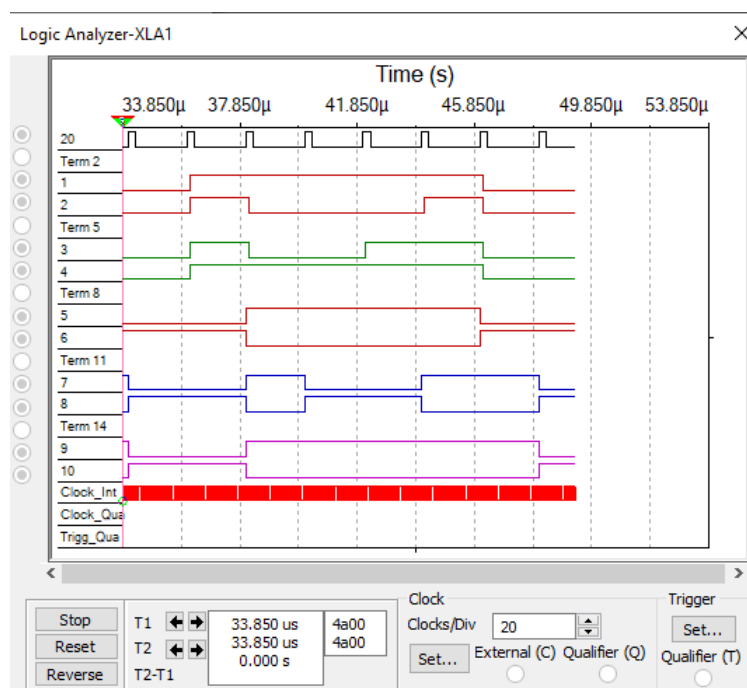 Logic Analyzer-XLA1
Time (s)
33.850µ 37.850µ 41.850µ 45.850µ 49.850µ 53.850µ
20
Term 2
1
2
Term 5
3
4
Term 8
5
6
Term 11
7
8
Term 14
9
10
Clock_Int
Clock_Qua
Trigg_Qua
Stop
Reset
Reverse
T1
T2
T2-T1
33.850 us
33.850 us
0.000 s
4a00
4a00
Clock
Clocks/Div 20
Set... External (C) Qualifier (Q)
Trigger
Set...
Qualifier (T)